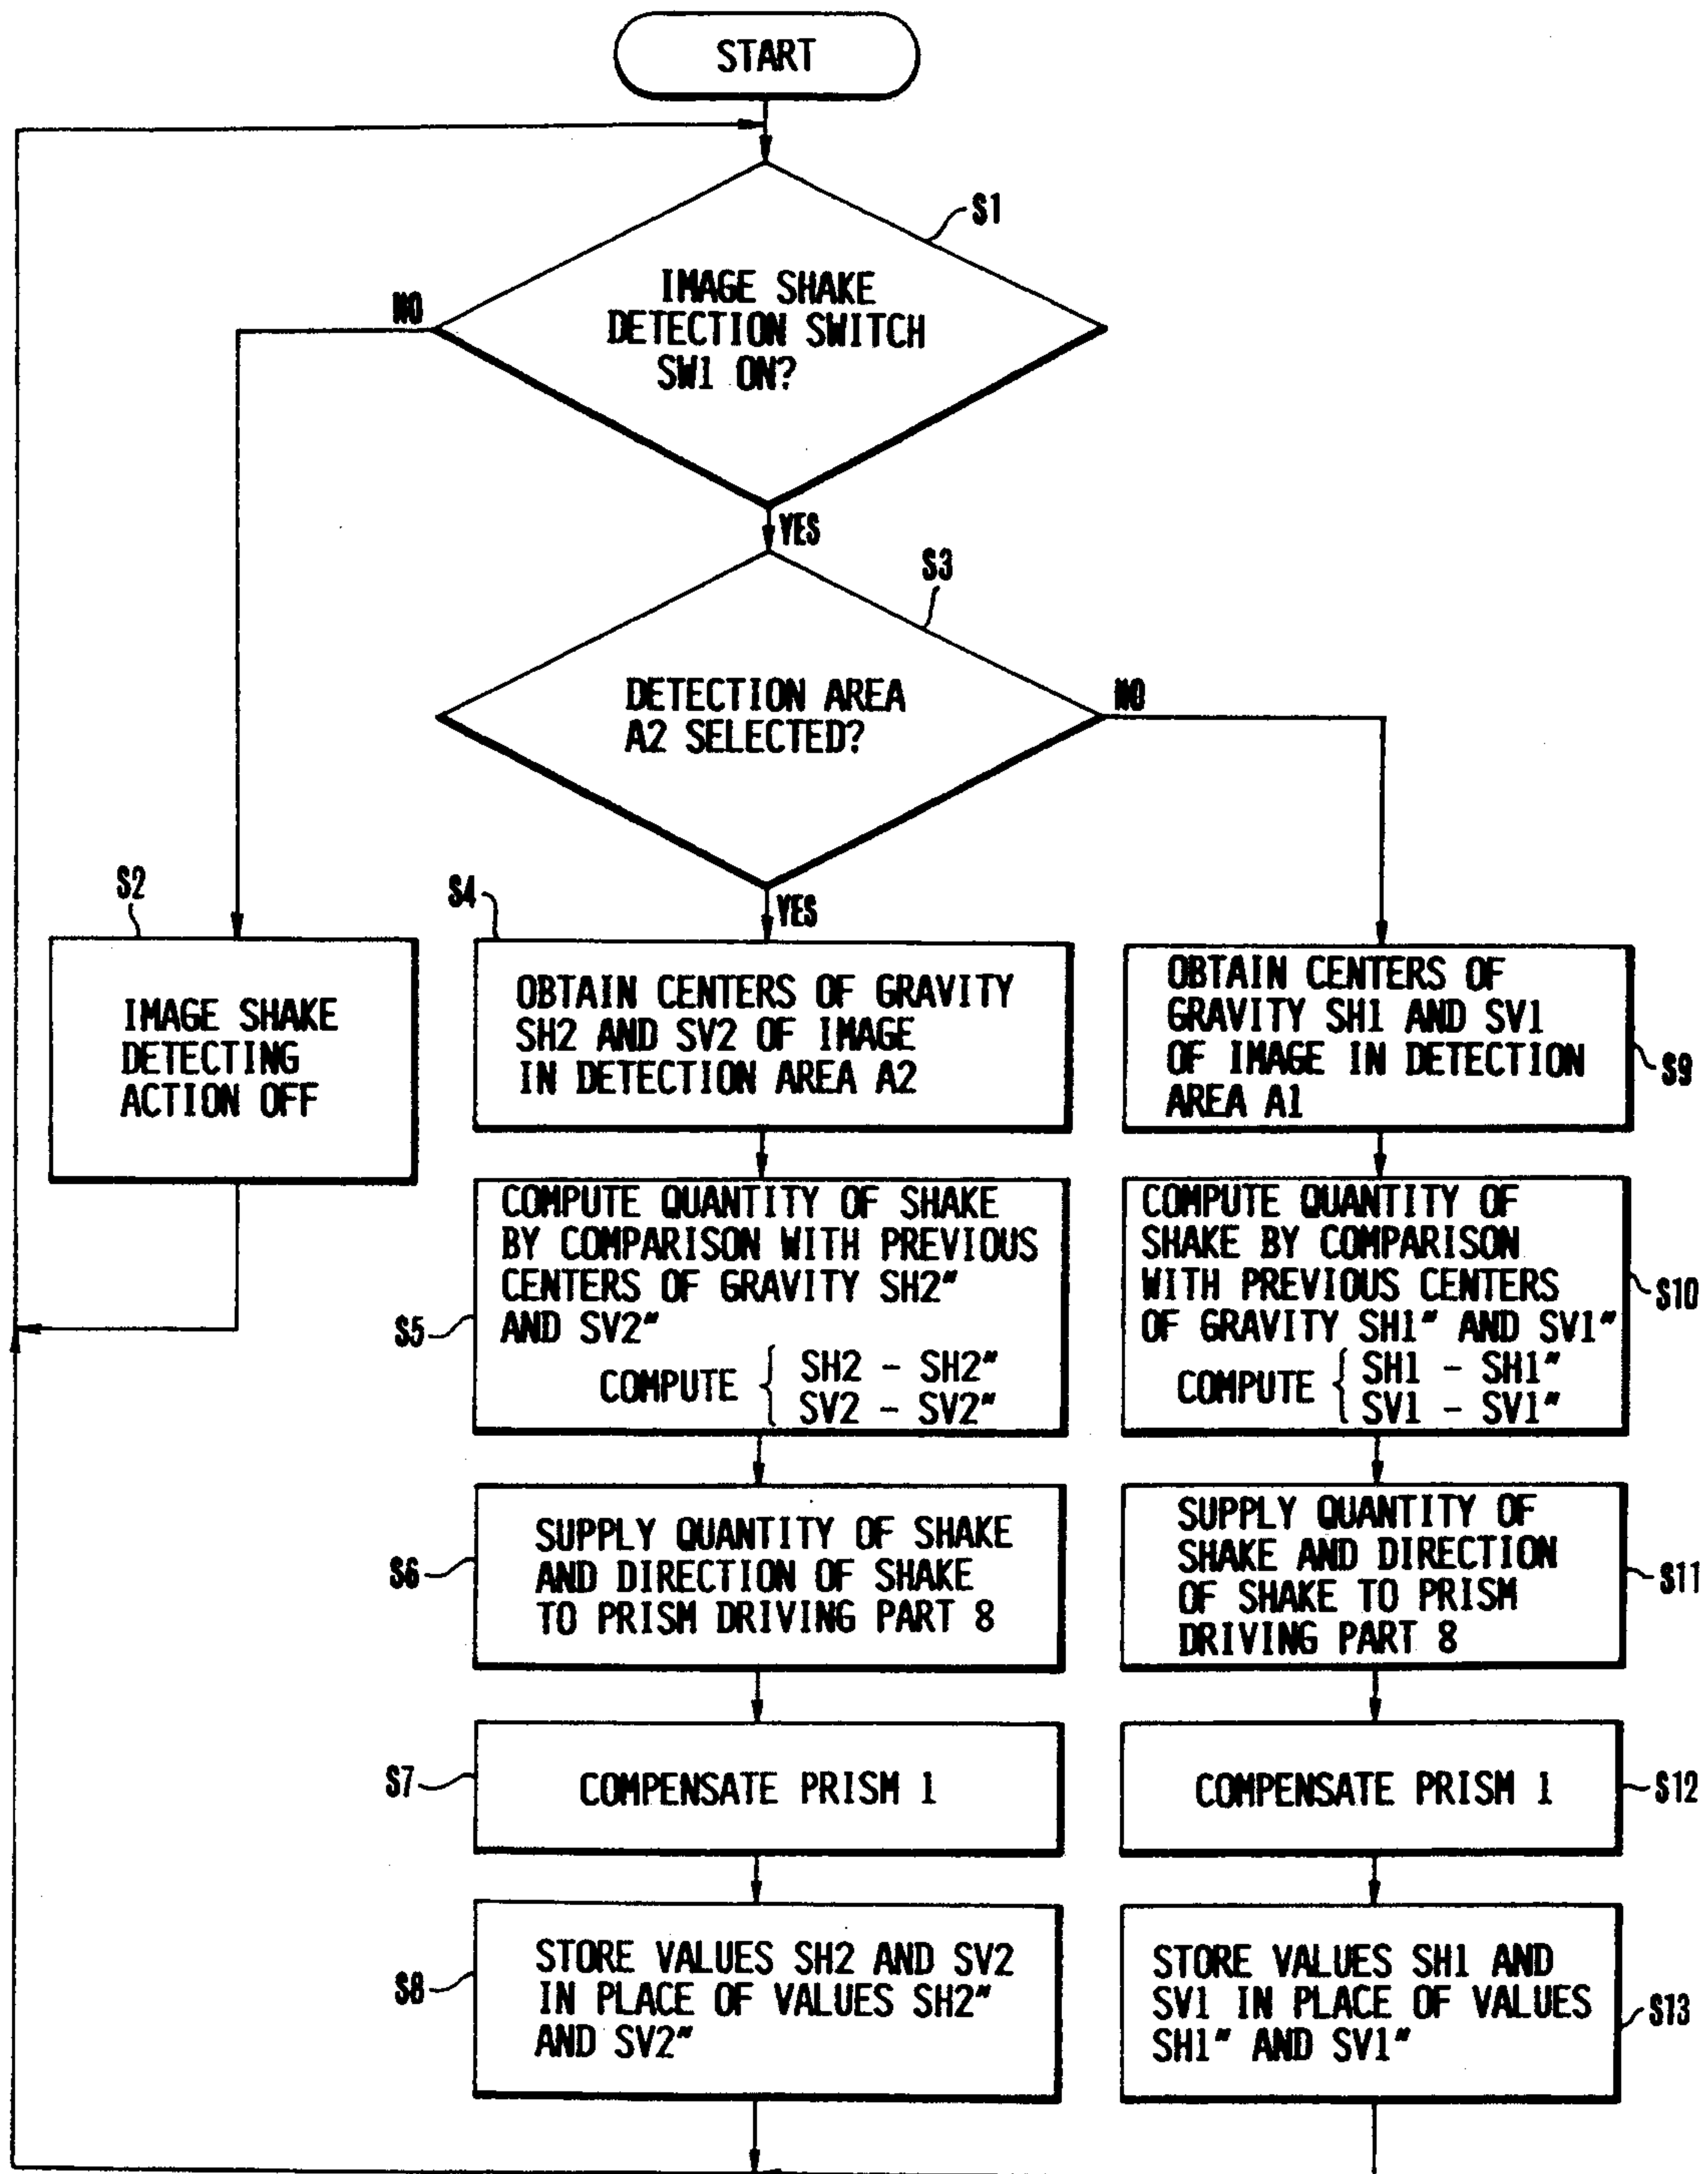 START
S1
IMAGE SHAKE
DETECTION SWITCH
SW1 ON?
NO
YES
S3
DETECTION AREA
A2 SELECTED?
NO
YES
S2
IMAGE SHAKE
DETECTING
ACTION OFF
S4
OBTAIN CENTERS OF GRAVITY
SH2 AND SV2 OF IMAGE
IN DETECTION AREA A2
S5
COMPUTE QUANTITY OF SHAKE
BY COMPARISON WITH PREVIOUS
CENTERS OF GRAVITY SH2"
AND SV2"
COMPUTE { SH2 - SH2"
SV2 - SV2"
S6
SUPPLY QUANTITY OF SHAKE
AND DIRECTION OF SHAKE
TO PRISM DRIVING PART 8
S7
COMPENSATE PRISM 1
S8
STORE VALUES SH2 AND SV2
IN PLACE OF VALUES SH2"
AND SV2"
OBTAIN CENTERS OF
GRAVITY SH1 AND SV1
OF IMAGE IN DETECTION
AREA A1
S9
COMPUTE QUANTITY OF
SHAKE BY COMPARISON
WITH PREVIOUS CENTERS
OF GRAVITY SH1" AND SV1"
COMPUTE { SH1 - SH1"
SV1 - SV1"
S10
SUPPLY QUANTITY OF
SHAKE AND DIRECTION
OF SHAKE TO PRISM
DRIVING PART 8
S11
COMPENSATE PRISM 1
S12
STORE VALUES SH1 AND
SV1 IN PLACE OF VALUES
SH1" AND SV1"
S13